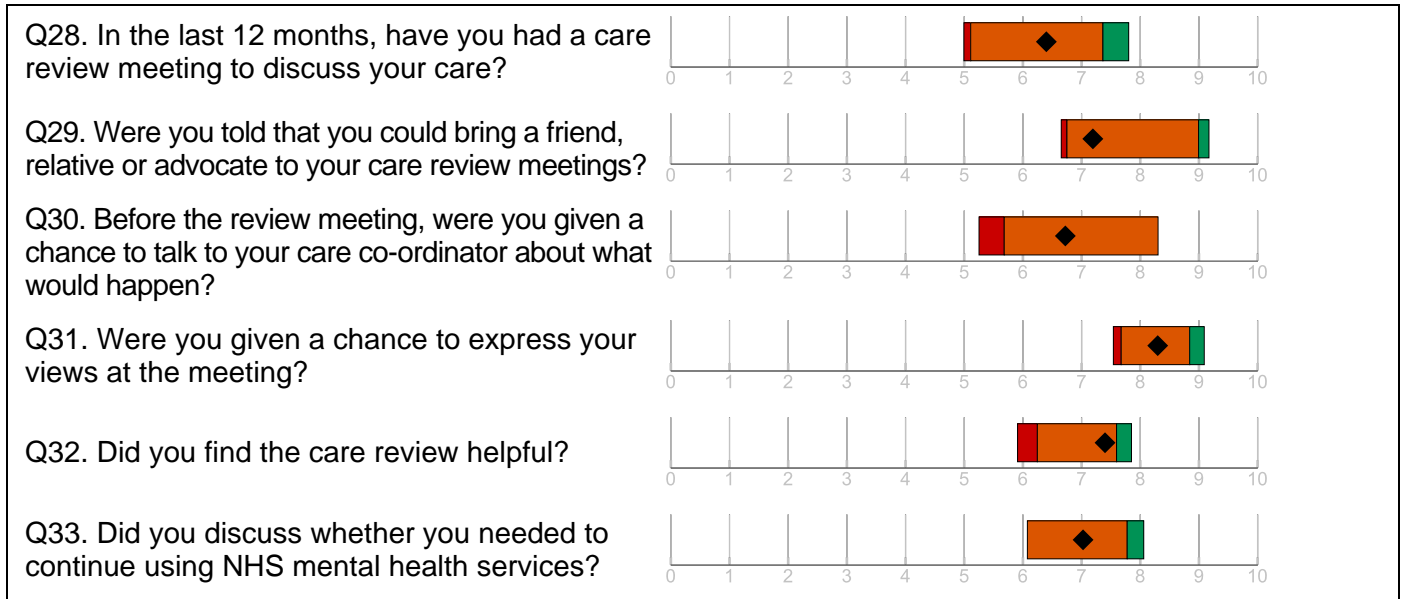 Q28. In the last 12 months, have you had a care
review meeting to discuss your care?
0 1 2 3 4 5 6 7 8 9 10
Q29. Were you told that you could bring a friend,
relative or advocate to your care review meetings?
0 1 2 3 4 5 6 7 8 9 10
Q30. Before the review meeting, were you given a
chance to talk to your care co-ordinator about what
would happen?
0 1 2 3 4 5 6 7 8 9 10
Q31. Were you given a chance to express your
views at the meeting?
0 1 2 3 4 5 6 7 8 9 10
Q32. Did you find the care review helpful?
0 1 2 3 4 5 6 7 8 9 10
Q33. Did you discuss whether you needed to
continue using NHS mental health services?
0 1 2 3 4 5 6 7 8 9 10